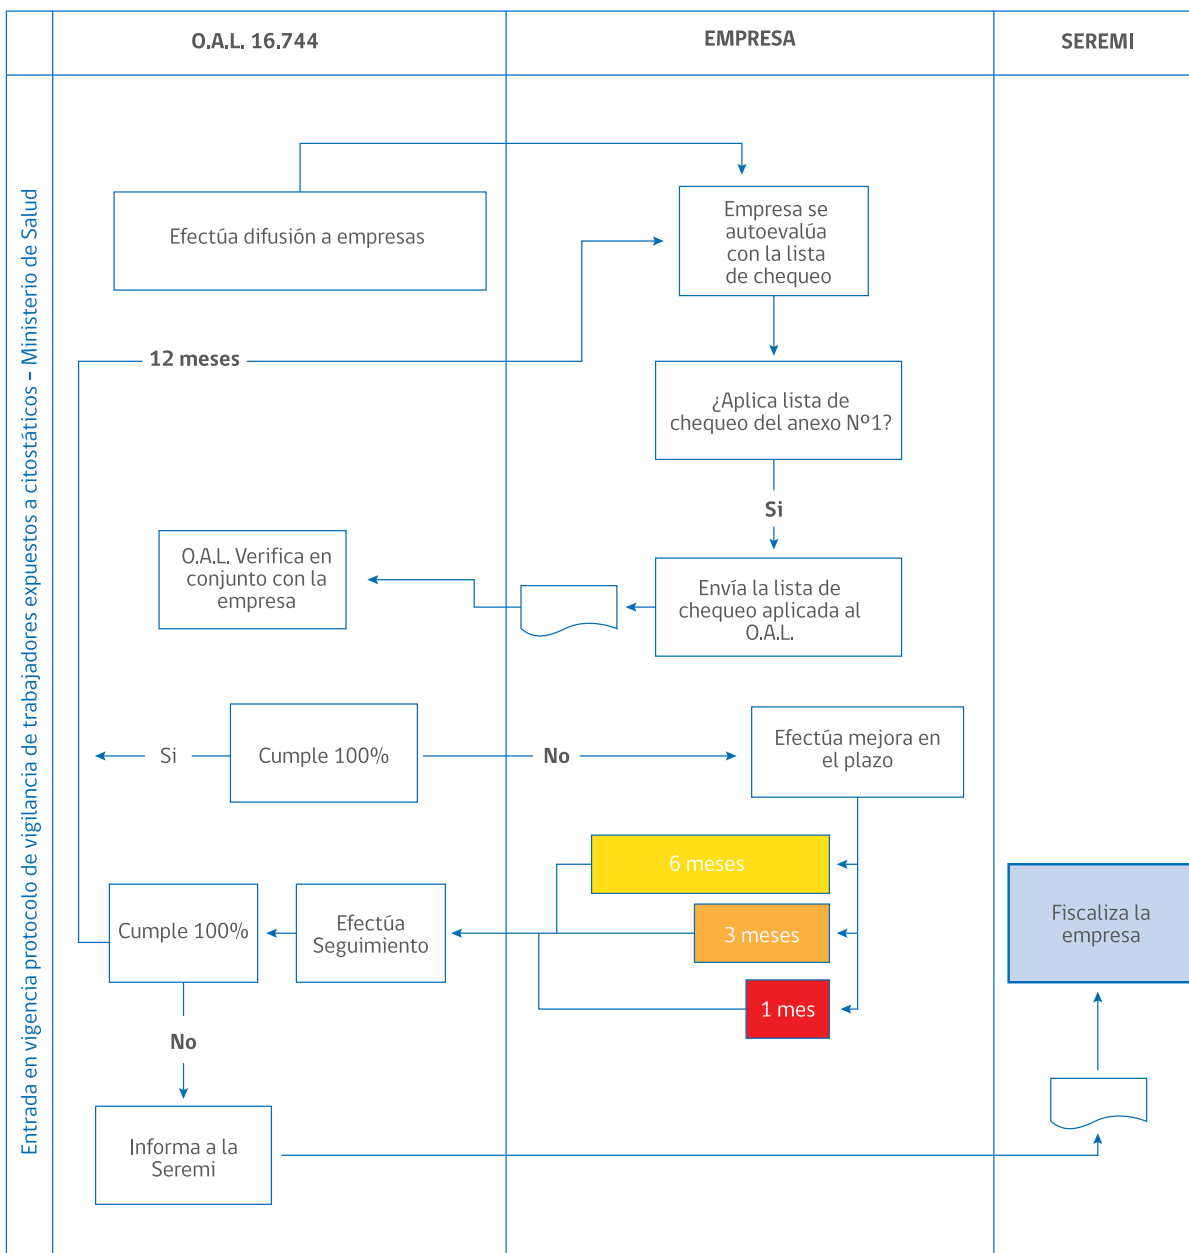 O.A.L. 16.744
EMPRESA
SEREMI
Entrada en vigencia protocolo de vigilancia de trabajadores expuestos a citostáticos – Ministerio de Salud
Efectúa difusión a empresas
Empresa se
autoevalúa
con la lista
de chequeo
12 meses
¿Aplica lista de
chequeo del anexo Nº1?
Si
O.A.L. Verifica en
conjunto con la
empresa
Envía la lista de
chequeo aplicada al
O.A.L.
Si
Cumple 100%
No
Efectúa mejora en
el plazo
6 meses
Cumple 100%
Efectúa
Seguimiento
3 meses
Fiscaliza la
empresa
1 mes
No
Informa a la
Seremi